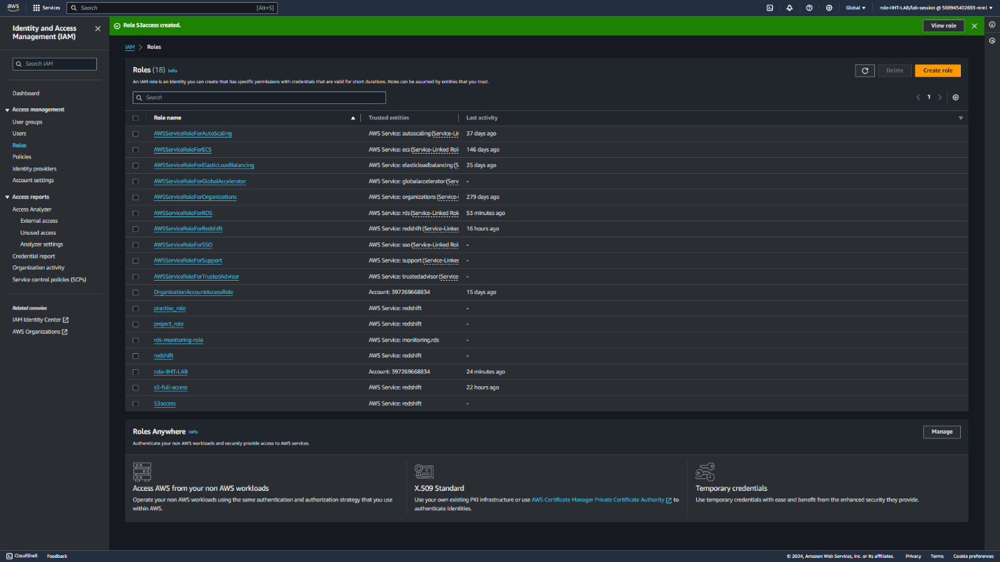 aws
Services
Search
[Alt+S]
Global
role-IIHT-LAB/lab-session @ 569945402693-mml
Identity and Access
Management (IAM)
Search IAM
Dashboard
Access management
User groups
Users
Roles
Policies
Identity providers
Account settings
Access reports
Access Analyzer
External access
Unused access
Analyzer settings
Credential report
Organization activity
Service control policies (SCPs)
Related consoles
IAM Identity Center
AWS Organizations
Role S3access created.
View role
IAM > Roles
Roles (18) Info
Delete
Create role
An IAM role is an identity you can create that has specific permissions with credentials that are valid for short durations. Roles can be assumed by entities that you trust.
Search
1
Role name Trusted entities Last activity
AWSServiceRoleForAutoScaling AWS Service: autoscaling (Service-Li 37 days ago
AWSServiceRoleForECS AWS Service: ecs (Service-Linked Rol 146 days ago
AWSServiceRoleForElasticLoadBalancing AWS Service: elasticloadbalancing (S 25 days ago
AWSServiceRoleForGlobalAccelerator AWS Service: globalaccelerator (Serv -
AWSServiceRoleForOrganizations AWS Service: organizations (Service-l 279 days ago
AWSServiceRoleForRDS AWS Service: rds (Service-Linked Rol 53 minutes ago
AWSServiceRoleForRedshift AWS Service: redshift (Service-Linked 16 hours ago
AWSServiceRoleForSSO AWS Service: sso (Service-Linked Rol -
AWSServiceRoleForSupport AWS Service: support (Service-Linked -
AWSServiceRoleForTrustedAdvisor AWS Service: trustedadvisor (Service- -
OrganizationAccountAccessRole Account: 397269668834 15 days ago
practise_role AWS Service: redshift -
project_role AWS Service: redshift -
rds-monitoring-role AWS Service: monitoring.rds -
redshift AWS Service: redshift -
role-IIHT-LAB Account: 397269668834 24 minutes ago
s3-full-access AWS Service: redshift 22 hours ago
S3access AWS Service: redshift -
Roles Anywhere Info
Manage
Authenticate your non AWS workloads and securely provide access to AWS services.
Access AWS from your non AWS workloads
Operate your non AWS workloads using the same authentication and authorization strategy that you use
within AWS.
X.509 Standard
Use your own existing PKI infrastructure or use AWS Certificate Manager Private Certificate Authority to
authenticate identities.
Temporary credentials
Use temporary credentials with ease and benefit from the enhanced security they provide.
CloudShell Feedback
© 2024, Amazon Web Services, Inc. or its affiliates. Privacy Terms Cookie preferences